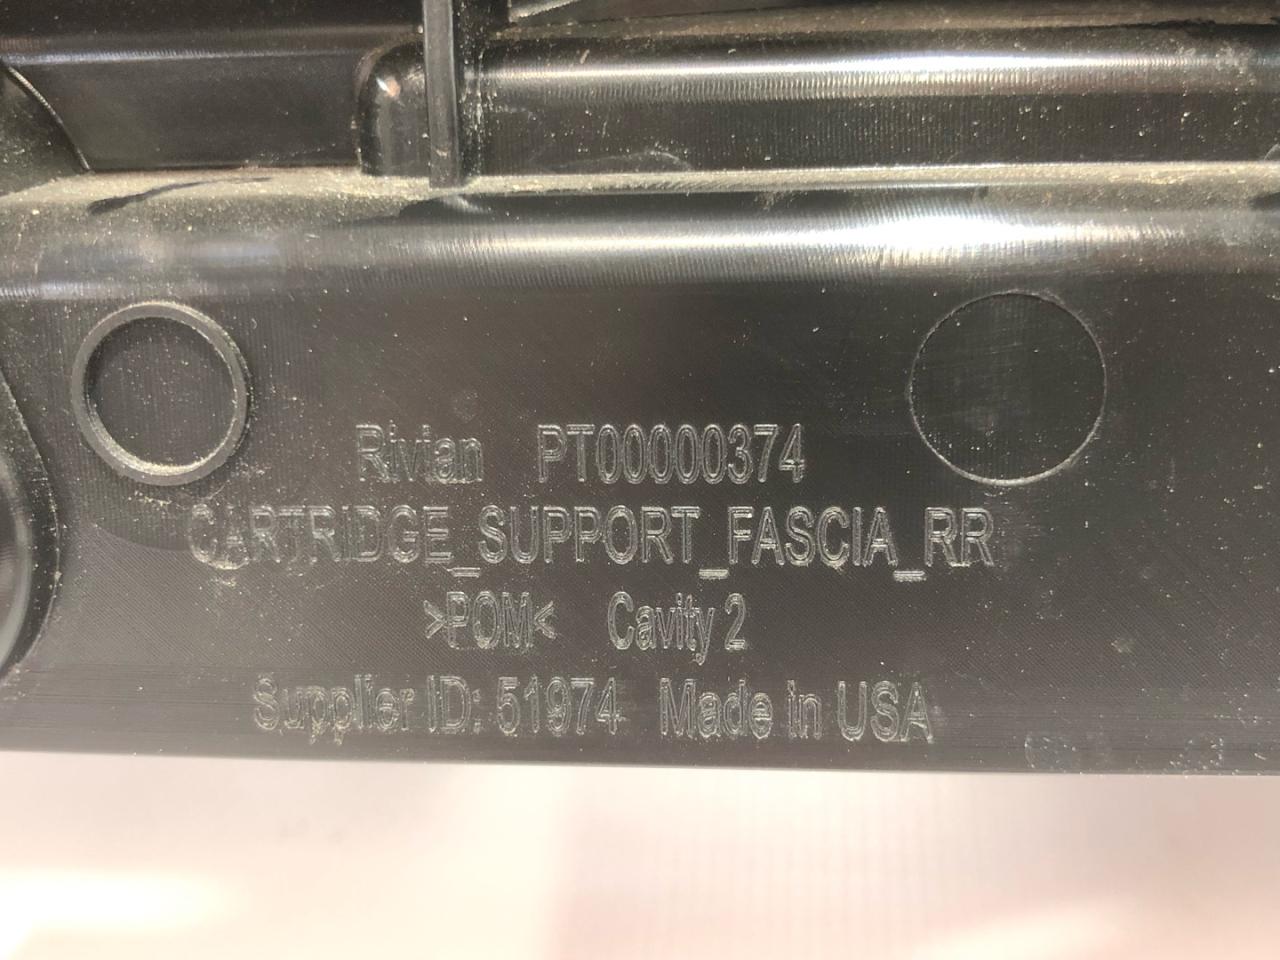 Rivian PT00000374
CARTRIDGE_SUPPORT_FASCIA_RR
>POM< Cavity 2
Supplier ID: 51974 Made in USA